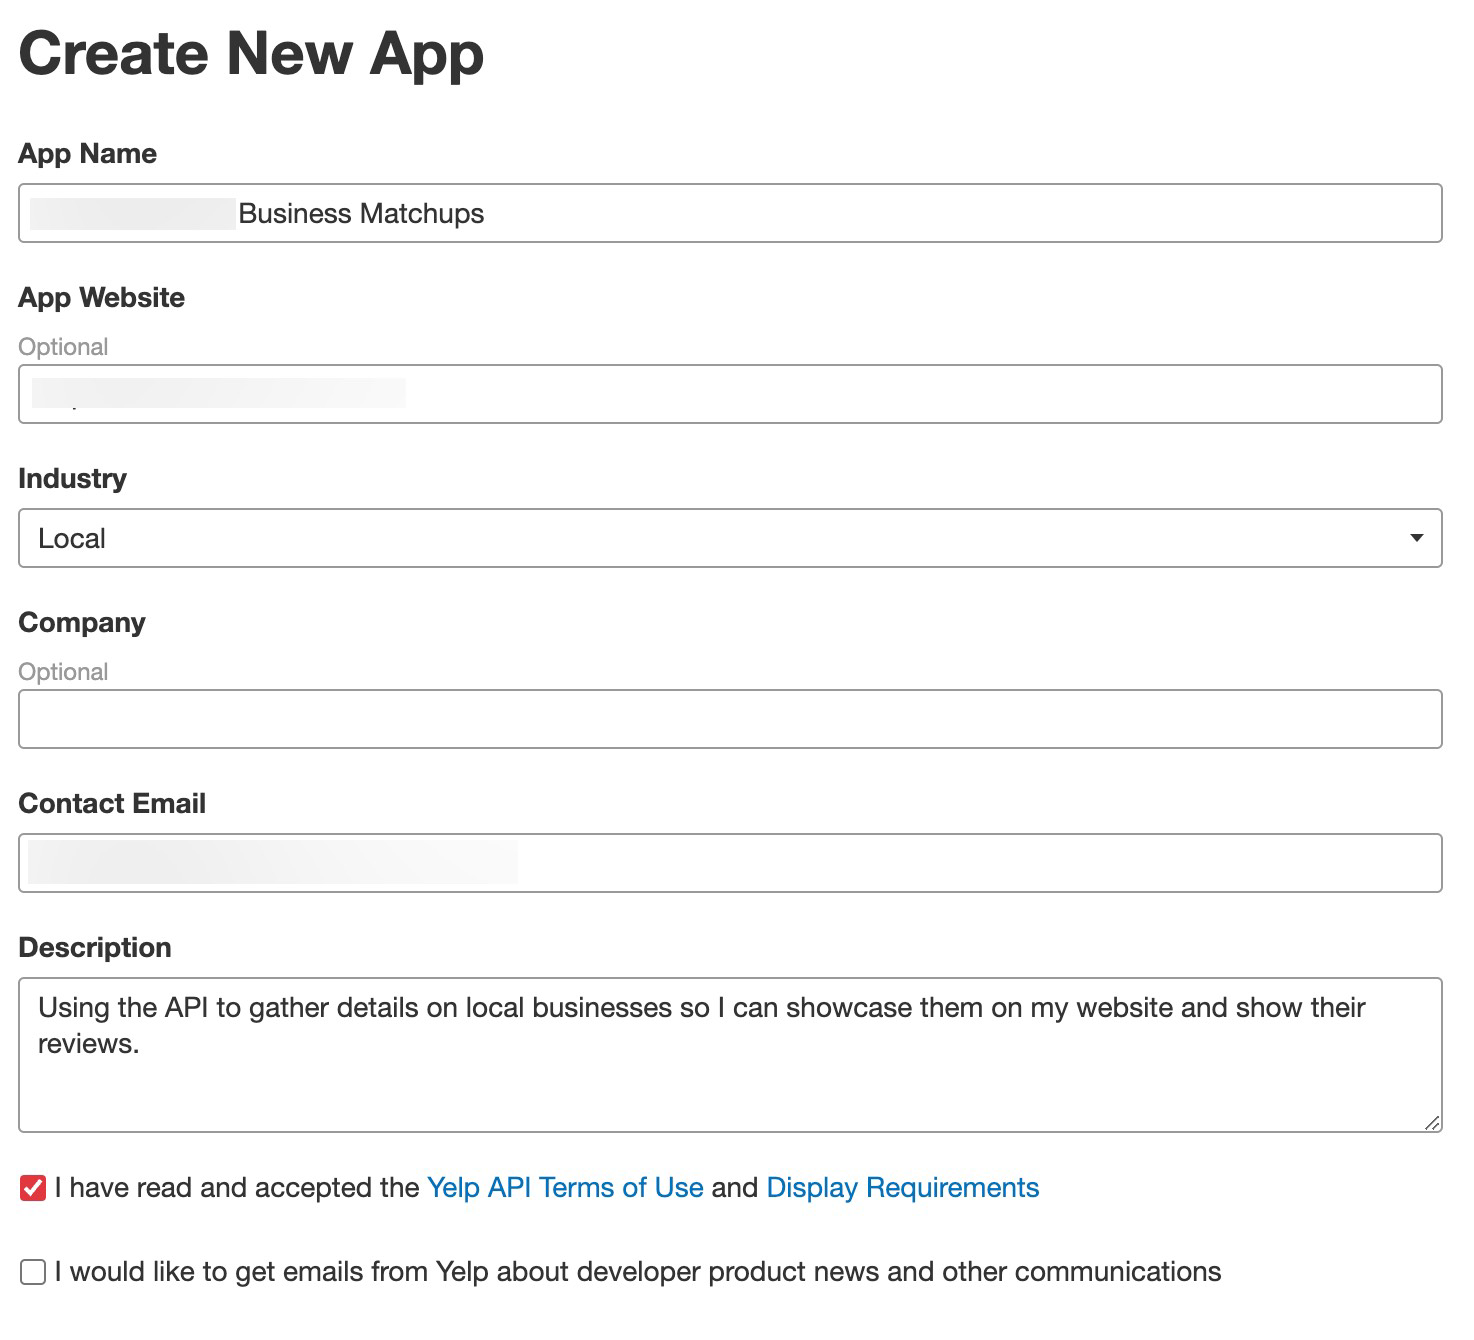 Create New App
App Name
Business Matchups
App Website
Optional
Industry
Local
Company
Optional
Contact Email
Description
Using the API to gather details on local businesses so I can showcase them on my website and show their
reviews.
I have read and accepted the Yelp API Terms of Use and Display Requirements
I would like to get emails from Yelp about developer product news and other communications